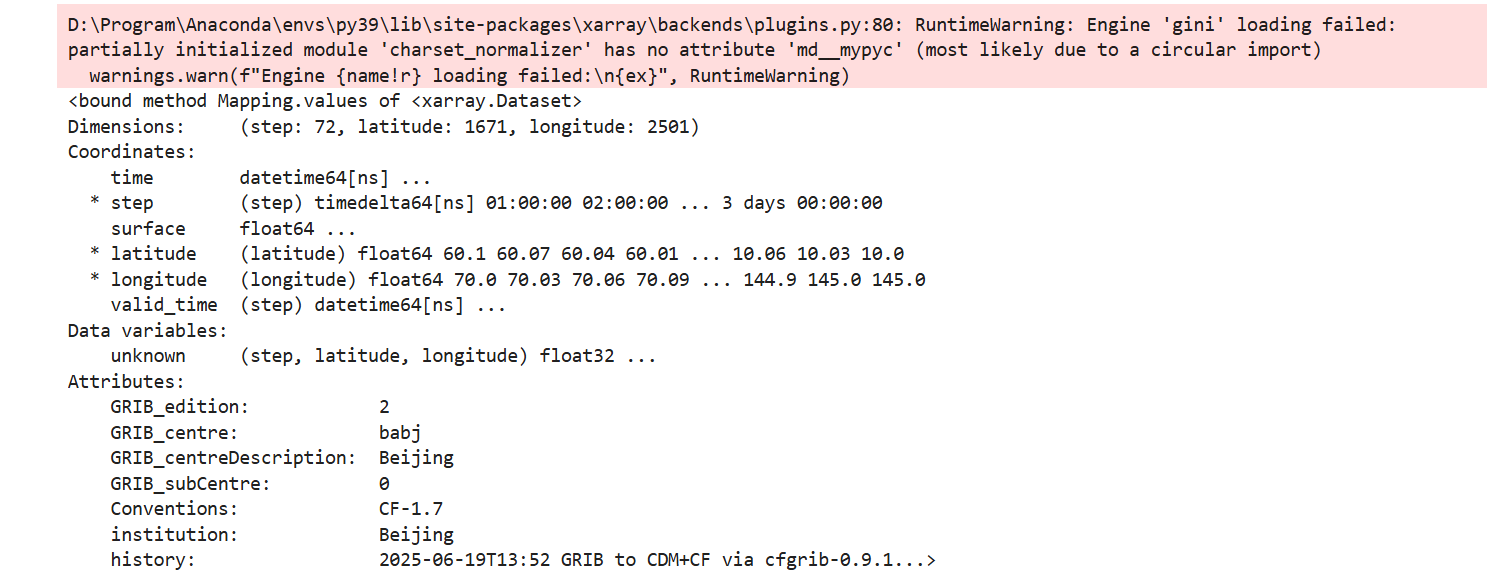 D:\Program\Anaconda\envs\py39\lib\site-packages\xarray\backends\plugins.py:80: RuntimeWarning: Engine 'gini' loading failed:
partially initialized module 'charset_normalizer' has no attribute 'md__mypyc' (most likely due to a circular import)
  warnings.warn(f"Engine {name!r} loading failed:\n{ex}", RuntimeWarning)
<bound method Mapping.values of <xarray.Dataset>
Dimensions:     (step: 72, latitude: 1671, longitude: 2501)
Coordinates:
    time        datetime64[ns] ...
  * step        (step) timedelta64[ns] 01:00:00 02:00:00 ... 3 days 00:00:00
    surface     float64 ...
  * latitude    (latitude) float64 60.1 60.07 60.04 60.01 ... 10.06 10.03 10.0
  * longitude   (longitude) float64 70.0 70.03 70.06 70.09 ... 144.9 145.0 145.0
    valid_time  (step) datetime64[ns] ...
Data variables:
    unknown     (step, latitude, longitude) float32 ...
Attributes:
    GRIB_edition:            2
    GRIB_centre:             babj
    GRIB_centreDescription:  Beijing
    GRIB_subCentre:          0
    Conventions:             CF-1.7
    institution:             Beijing
    history:                 2025-06-19T13:52 GRIB to CDM+CF via cfgrib-0.9.1...>